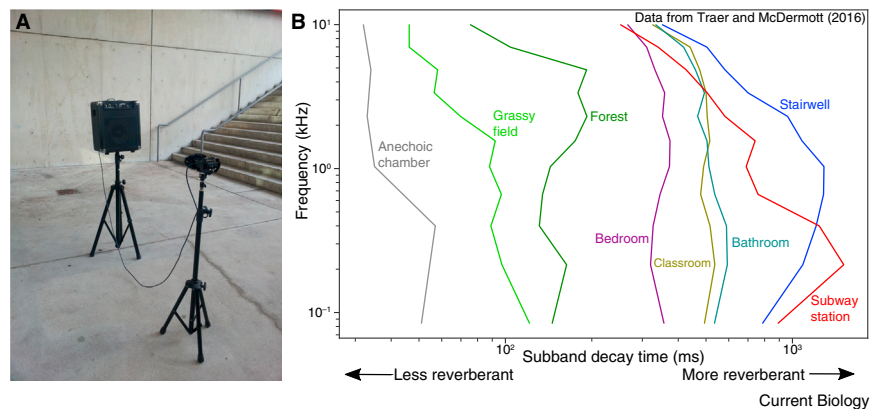 A
B
Data from Traer and McDermott (2016)
10¹
10⁰
10⁻¹
Frequency (kHz)
Anechoic
chamber
Grassy
field
Forest
Bedroom
Classroom
Bathroom
Stairwell
Subway
station
10²
10³
Subband decay time (ms)
Less reverberant
More reverberant
Current Biology